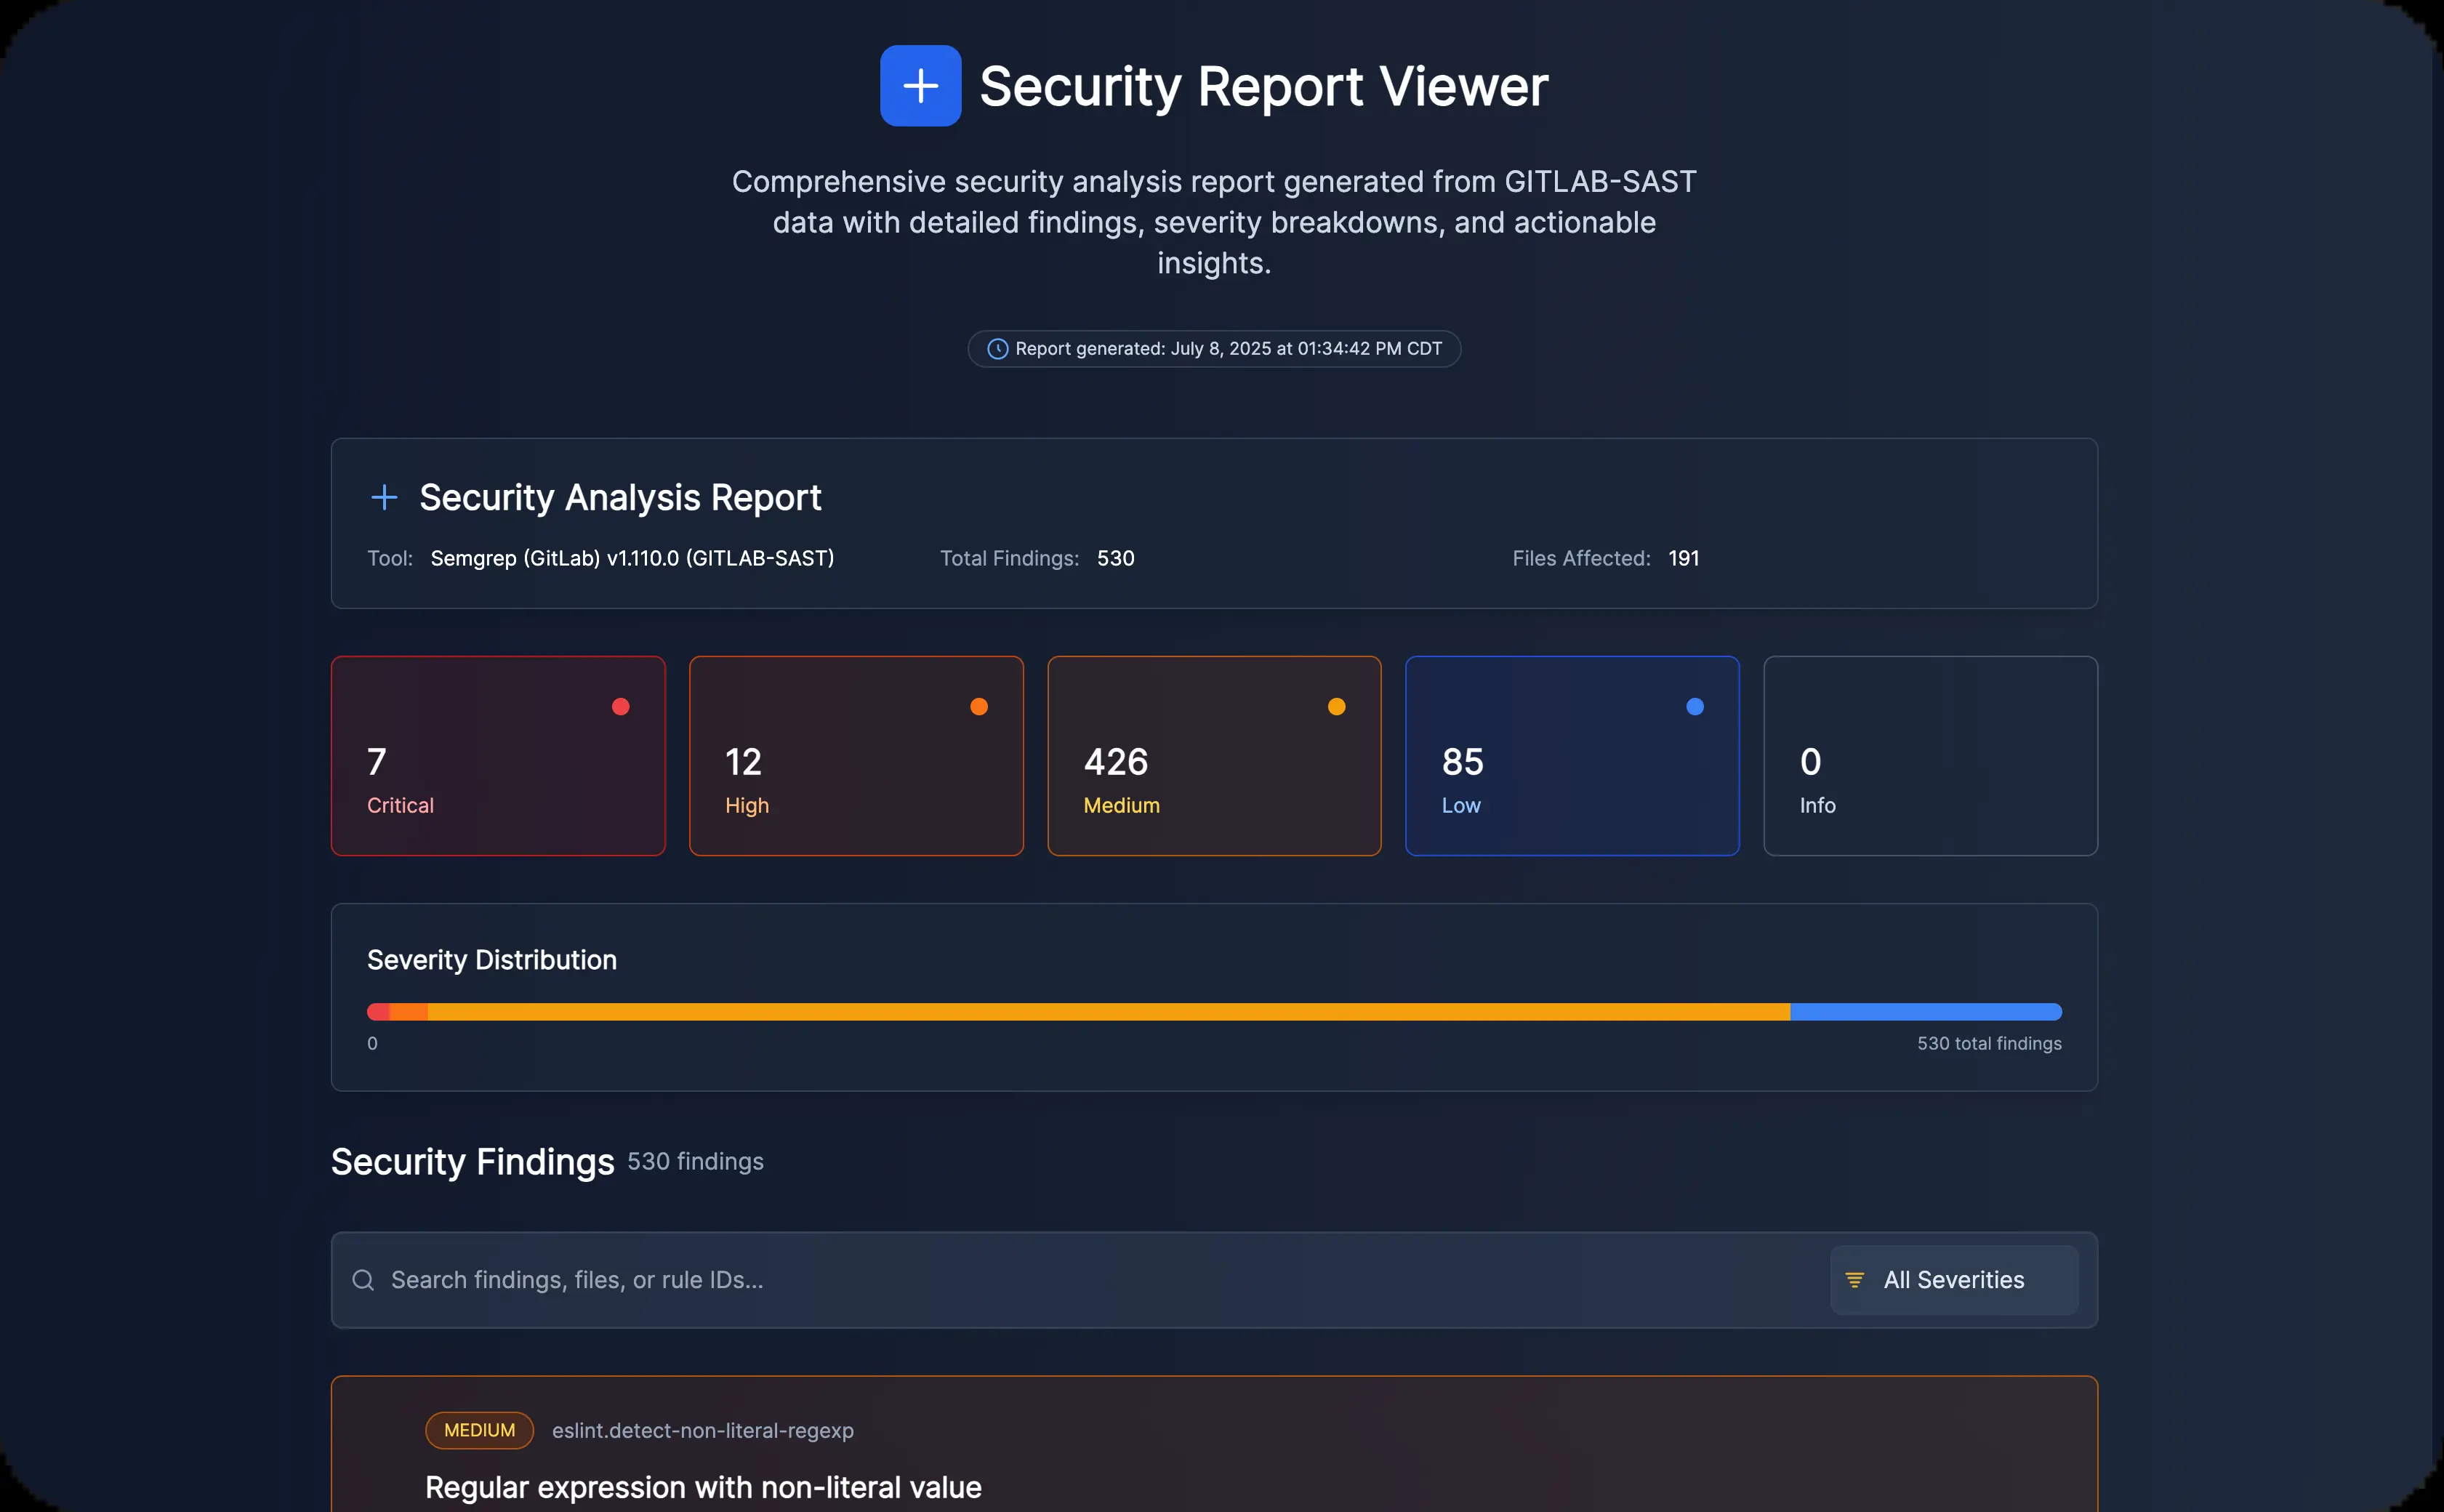 Security Report Viewer
Comprehensive security analysis report generated from GITLAB-SAST
data with detailed findings, severity breakdowns, and actionable
insights.
Report generated: July 8, 2025 at 01:34:42 PM CDT
Security Analysis Report
Tool: Semgrep (GitLab) v1.110.0 (GITLAB-SAST) Total Findings: 530 Files Affected: 191
7 12 426 85 0
Critical High Medium Low Info
Severity Distribution
0 530 total findings
Security Findings 530 findings
Search findings, files, or rule IDs... All Severities
MEDIUM eslint.detect-non-literal-regexp
Regular expression with non-literal value